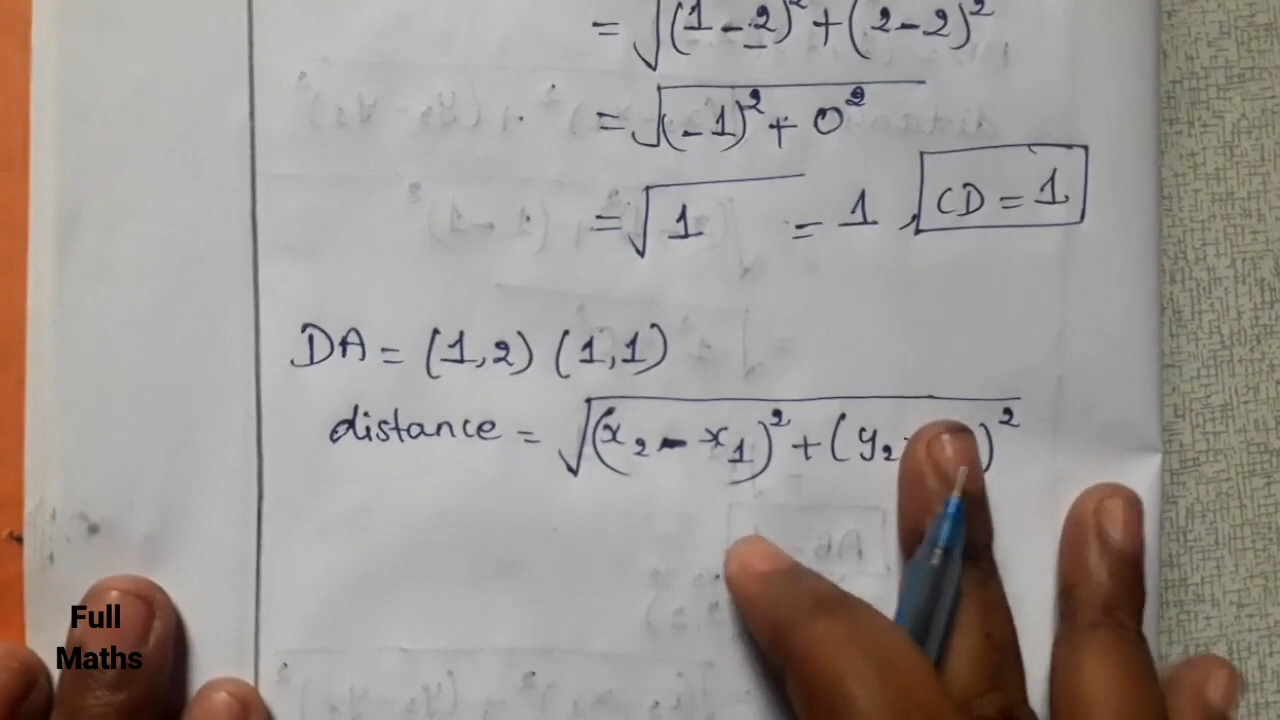 = √(1-2)² + (2-2)²
= √(-1)² + 0²
= √1 = 1, CD = 1
DA = (1,2) (1,1)
distance = √(x₂ - x₁)² + (y₂ )²
Full
Maths